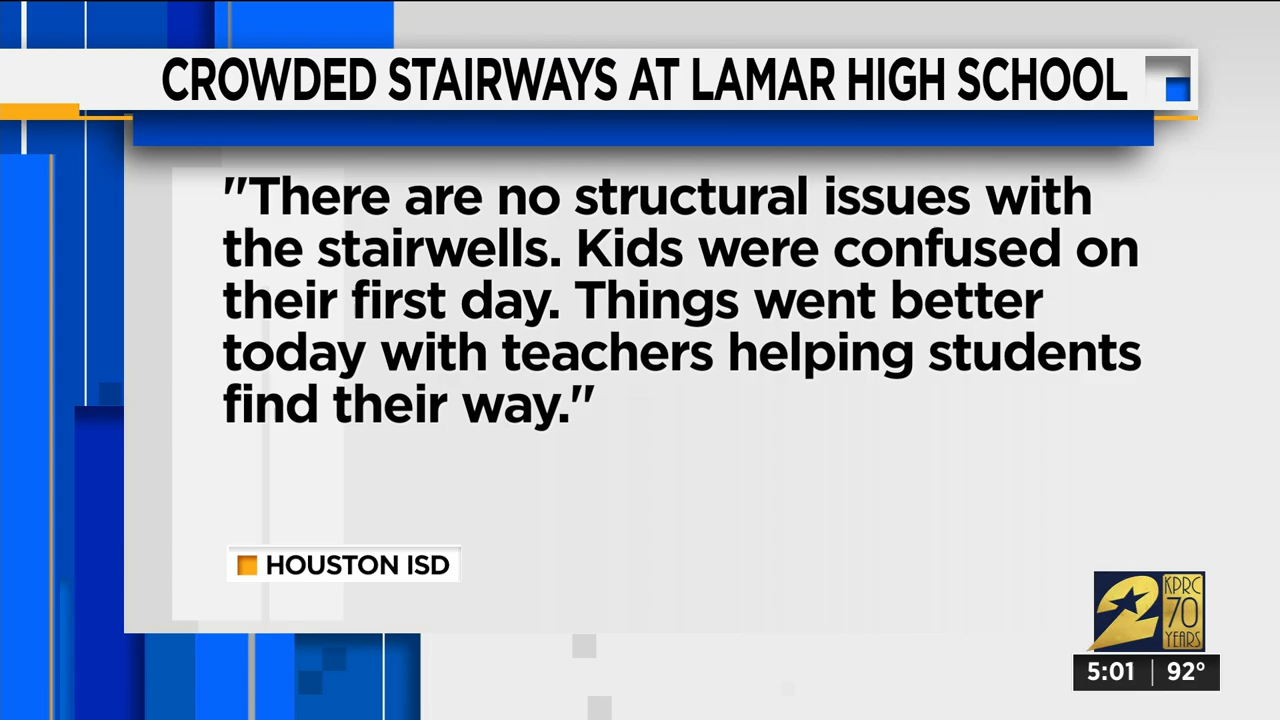 CROWDED STAIRWAYS AT LAMAR HIGH SCHOOL
"There are no structural issues with
the stairwells. Kids were confused on
their first day. Things went better
today with teachers helping students
find their way."
HOUSTON ISD
2
KPRC
70
YEARS
5:01 | 92°